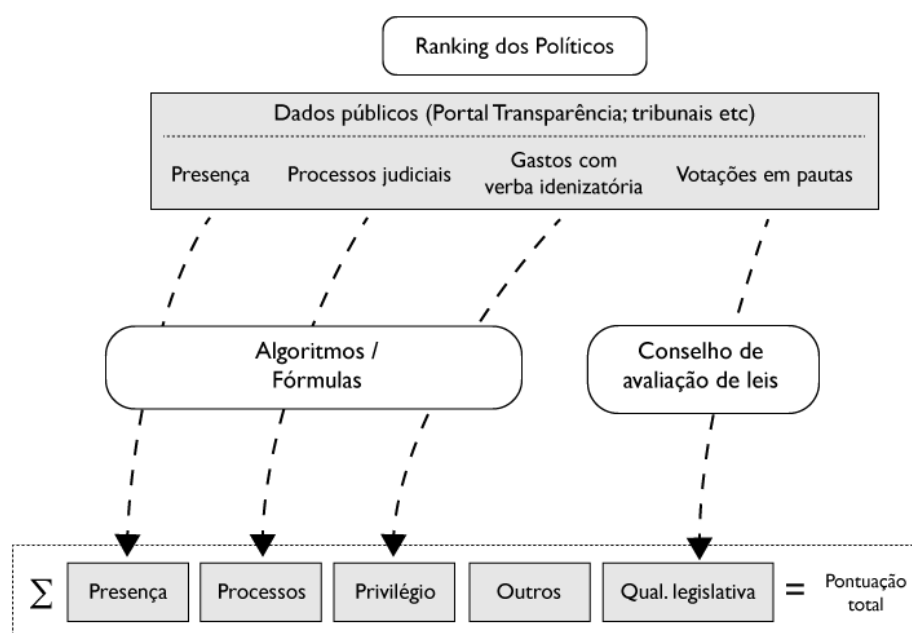 Ranking dos Políticos
Dados públicos (Portal Transparência; tribunais etc)
Presença
Processos judiciais
Gastos com
verba idenizatória
Votações em pautas
Algoritmos /
Fórmulas
Conselho de
avaliação de leis
Σ
Presença
Processos
Privilégio
Outros
Qual. legislativa
=
Pontuação
total